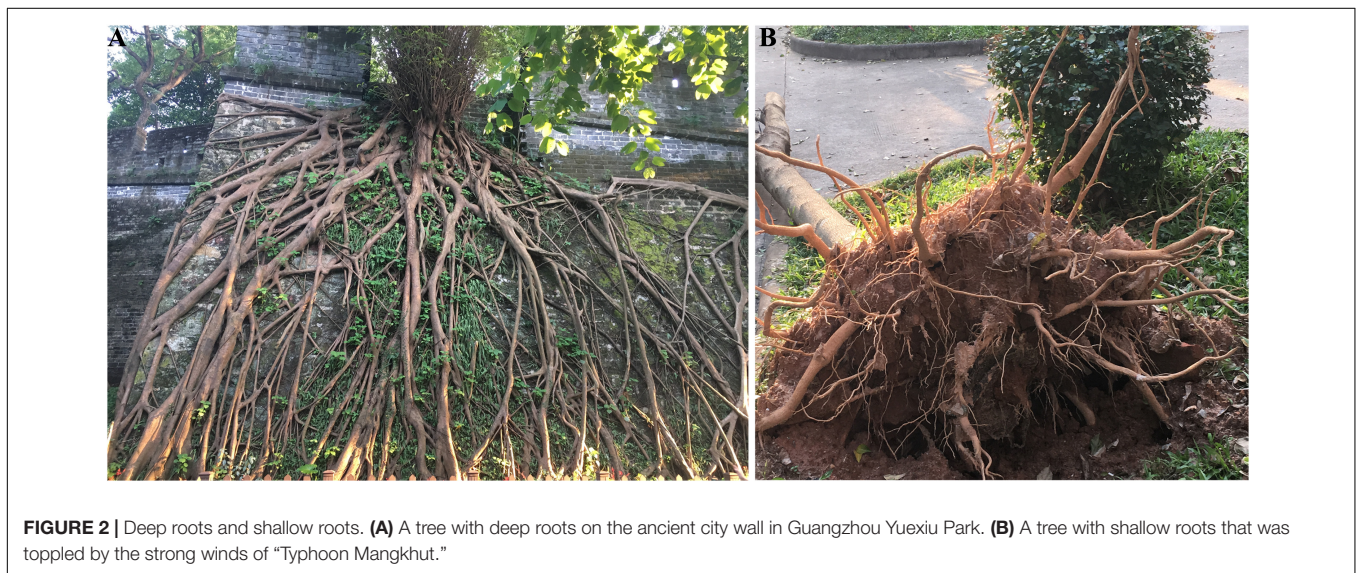 A
B
FIGURE 2 | Deep roots and shallow roots. (A) A tree with deep roots on the ancient city wall in Guangzhou Yuexiu Park. (B) A tree with shallow roots that was
toppled by the strong winds of “Typhoon Mangkhut.”